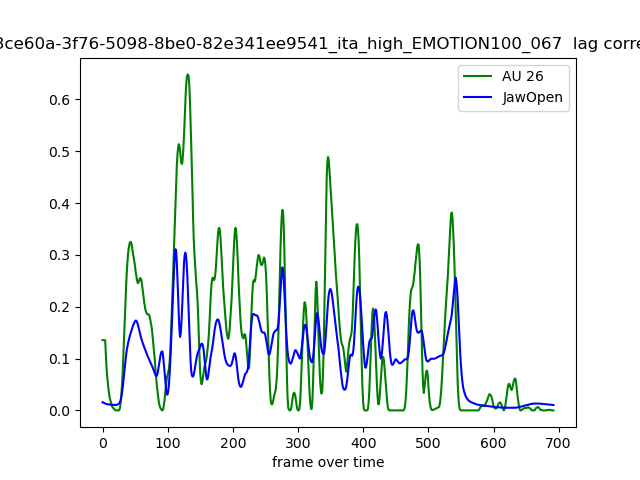 3ce60a-3f76-5098-8be0-82e341ee9541_ita_high_EMOTION100_067 lag corre
AU 26
JawOpen
0.6
0.5
0.4
0.3
0.2
0.1
0.0
0 100 200 300 400 500 600 700
frame over time